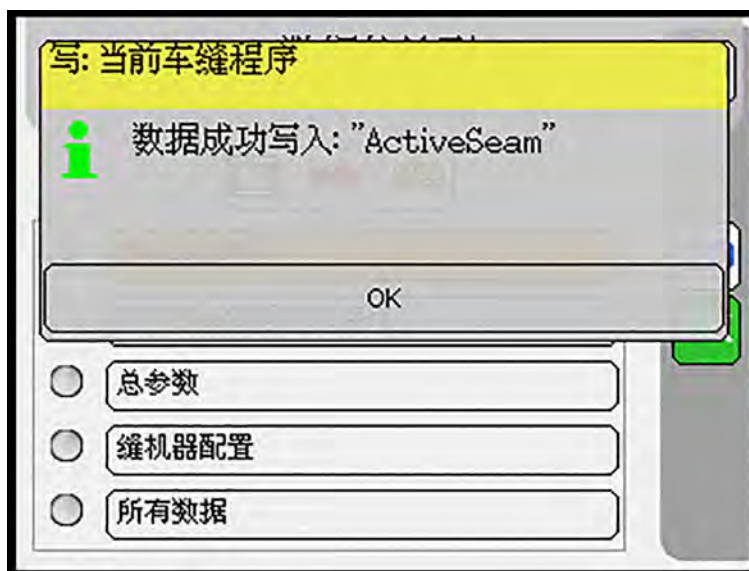 写: 当前车缝程序
数据成功写入: "ActiveSeam"
OK
总参数
缝机器配置
所有数据